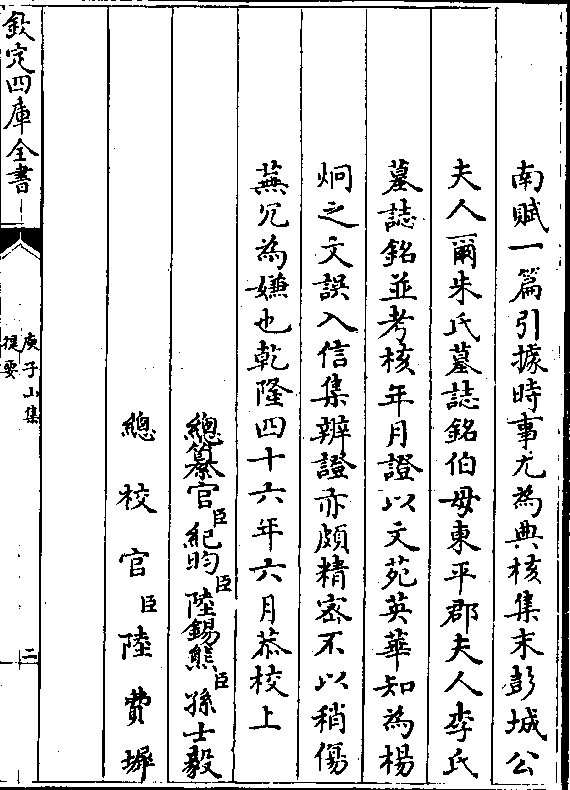 南賦一篇引據時事尤為典核集末彭城公
夫人爾朱氏墓誌銘伯母東平郡夫人李氏
墓誌銘並考核年月證以文苑英華知為楊
炯之文誤入信集辨證亦頗精密不以稍傷
蕪冗為嫌也乾隆四十六年六月恭校上
總纂官臣紀昀臣陸錫熊臣孫士毅
總校官臣陸費墀
欽定四庫全書
庚子山集
提要
二